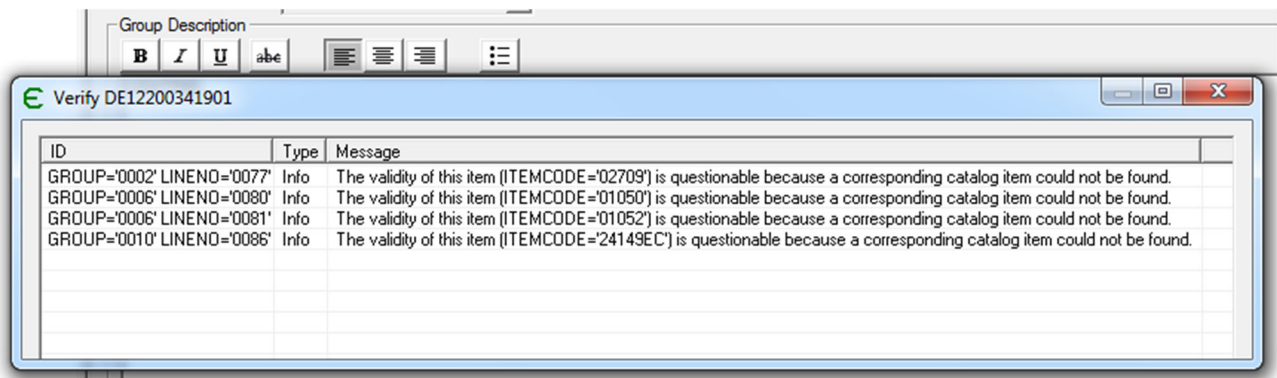 Group Description
B I U abc
Verify DE12200341901
ID Type Message
GROUP='0002' LINENO='0077' Info The validity of this item (ITEMCODE='02709') is questionable because a corresponding catalog item could not be found.
GROUP='0006' LINENO='0080' Info The validity of this item (ITEMCODE='01050') is questionable because a corresponding catalog item could not be found.
GROUP='0006' LINENO='0081' Info The validity of this item (ITEMCODE='01052') is questionable because a corresponding catalog item could not be found.
GROUP='0010' LINENO='0086' Info The validity of this item (ITEMCODE='24149EC') is questionable because a corresponding catalog item could not be found.